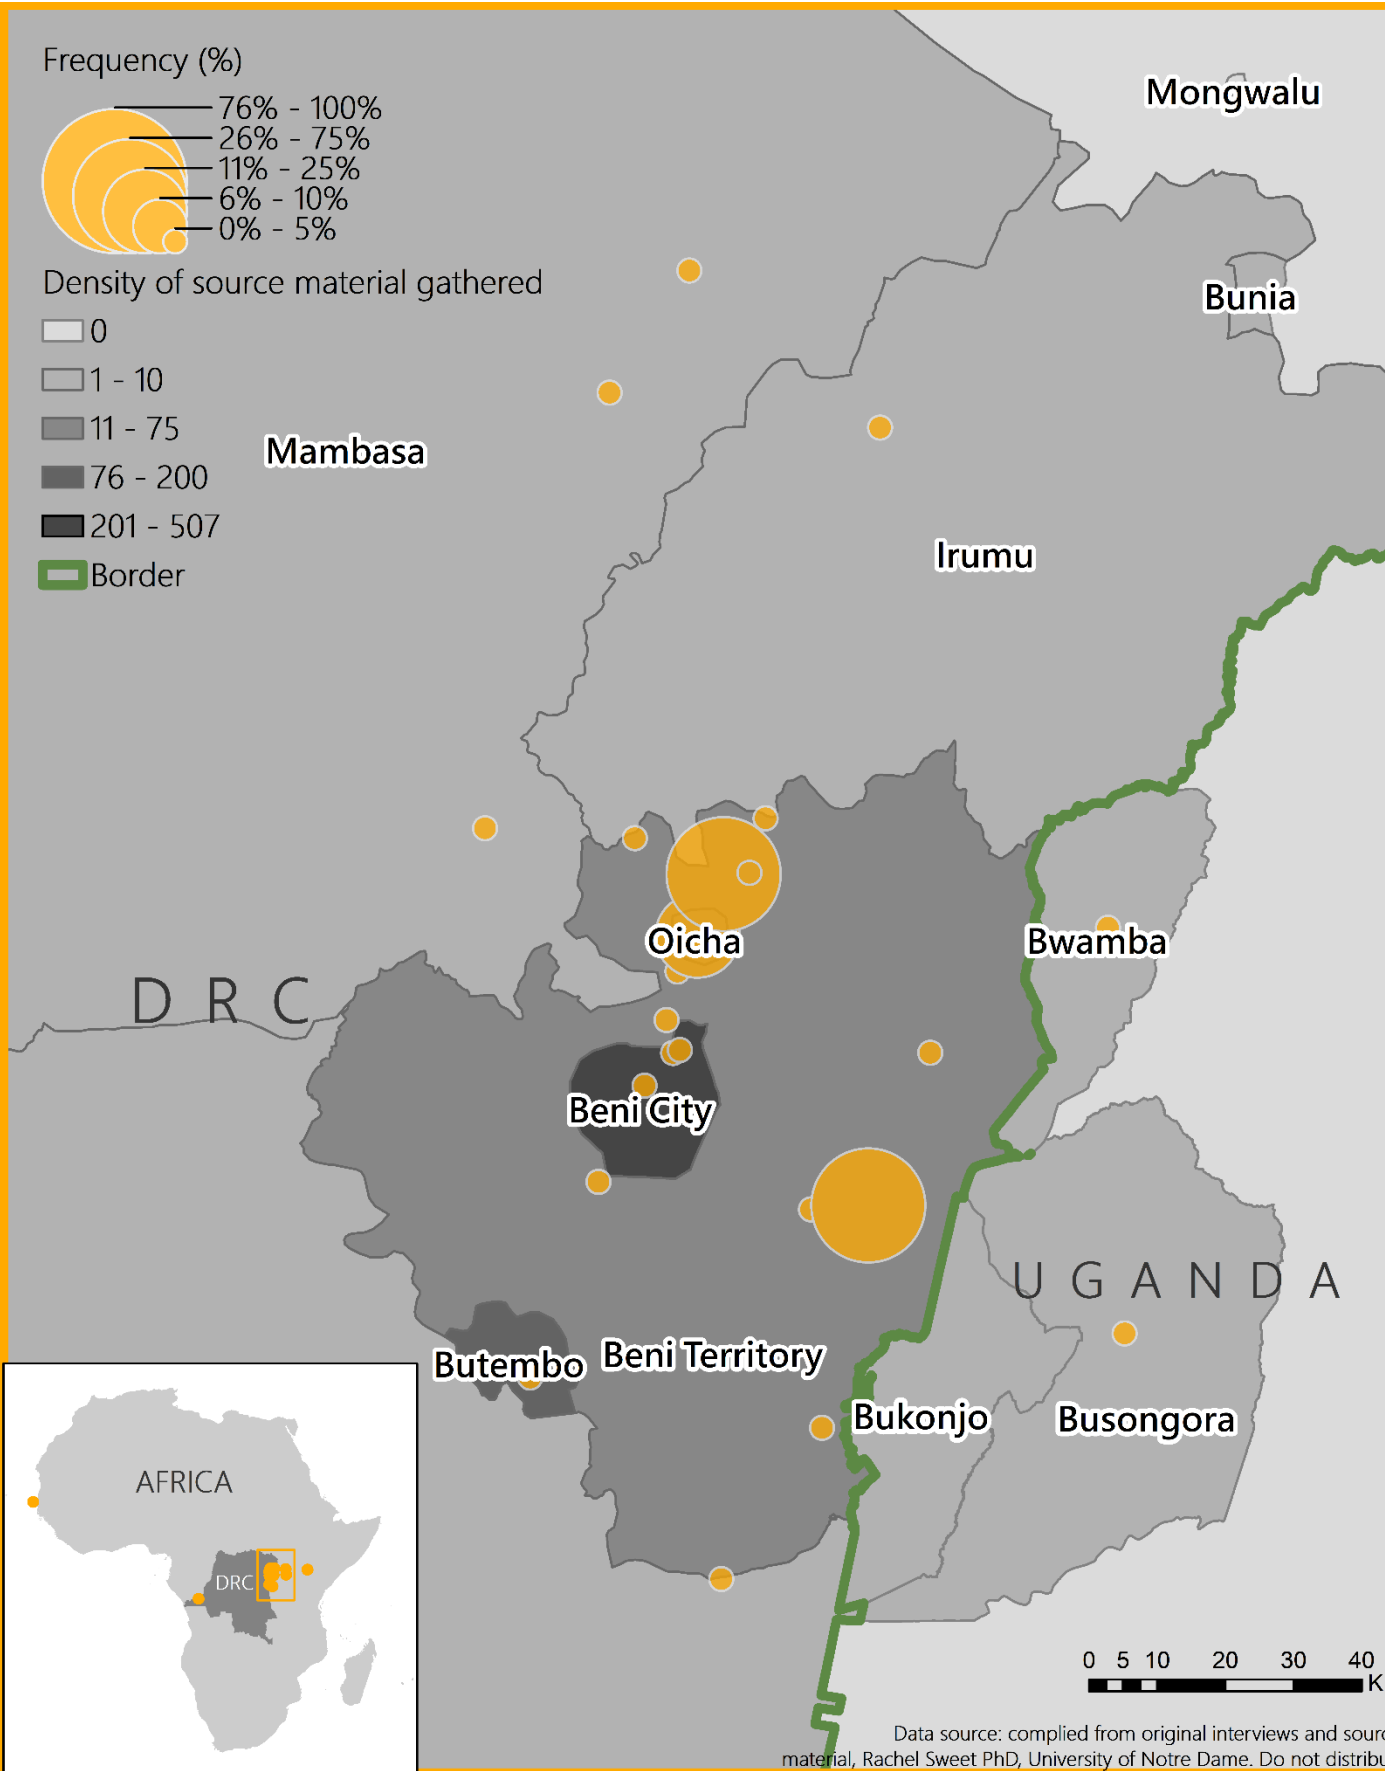 Frequency (%)
76% - 100%
26% - 75%
11% - 25%
6% - 10%
0% - 5%
Density of source material gathered
0
1 - 10
11 - 75
76 - 200
201 - 507
Border
Mongwalu
Bunia
Mambasa
Irumu
Oicha
Bwamba
DRC
Beni City
UGANDA
Butembo
Beni Territory
Bukonjo
Busongora
AFRICA
DRC
0 5 10 20 30 40
K
Data source: complied from original interviews and sourc
material, Rachel Sweet PhD, University of Notre Dame. Do not distribu